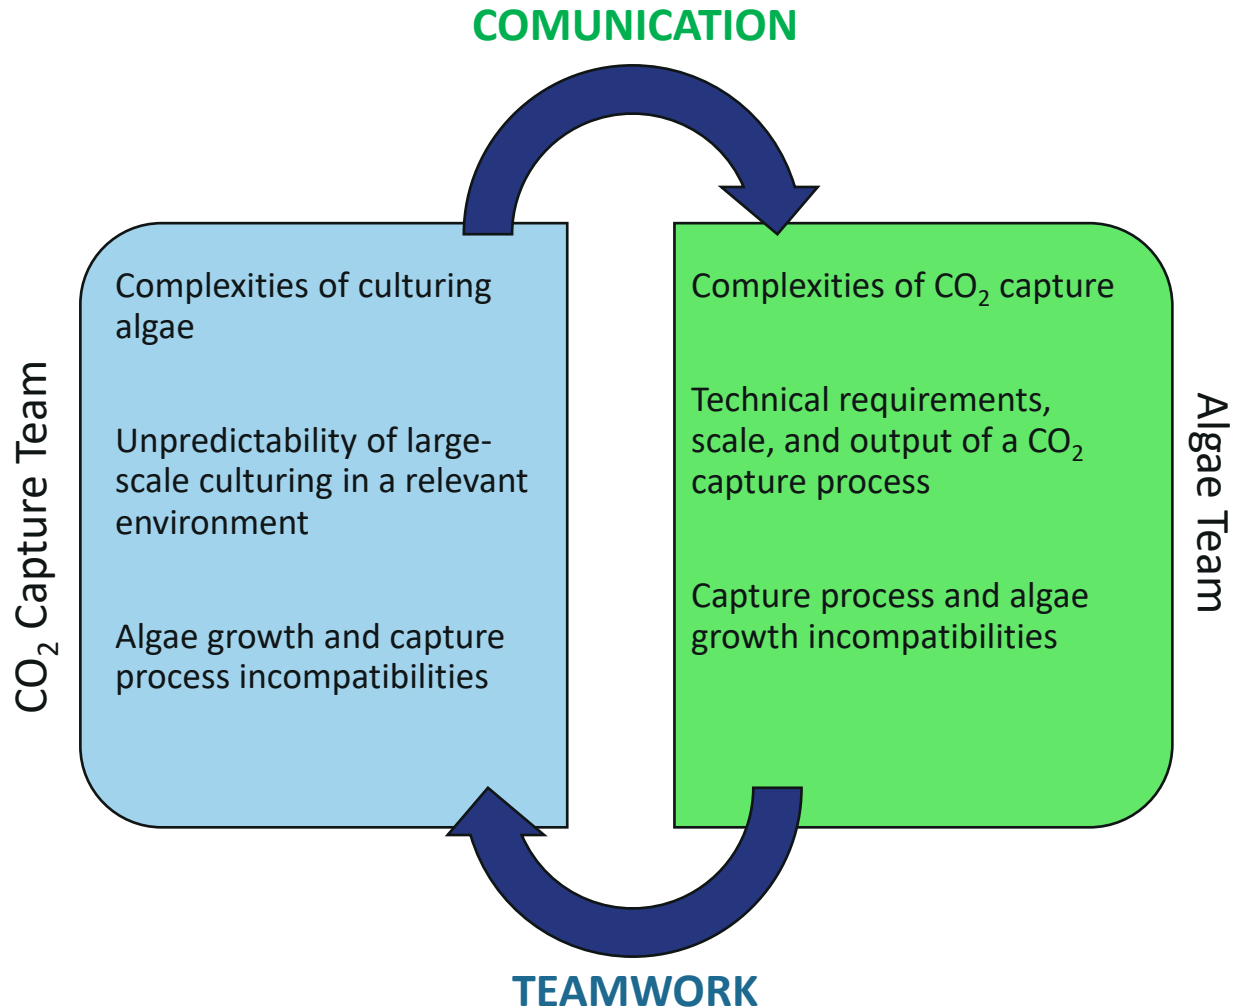 COMUNICATION
CO₂ Capture Team
Complexities of culturing
algae
Unpredictability of large-
scale culturing in a relevant
environment
Algae growth and capture
process incompatibilities
Complexities of CO₂ capture
Technical requirements,
scale, and output of a CO₂
capture process
Capture process and algae
growth incompatibilities
Algae Team
TEAMWORK